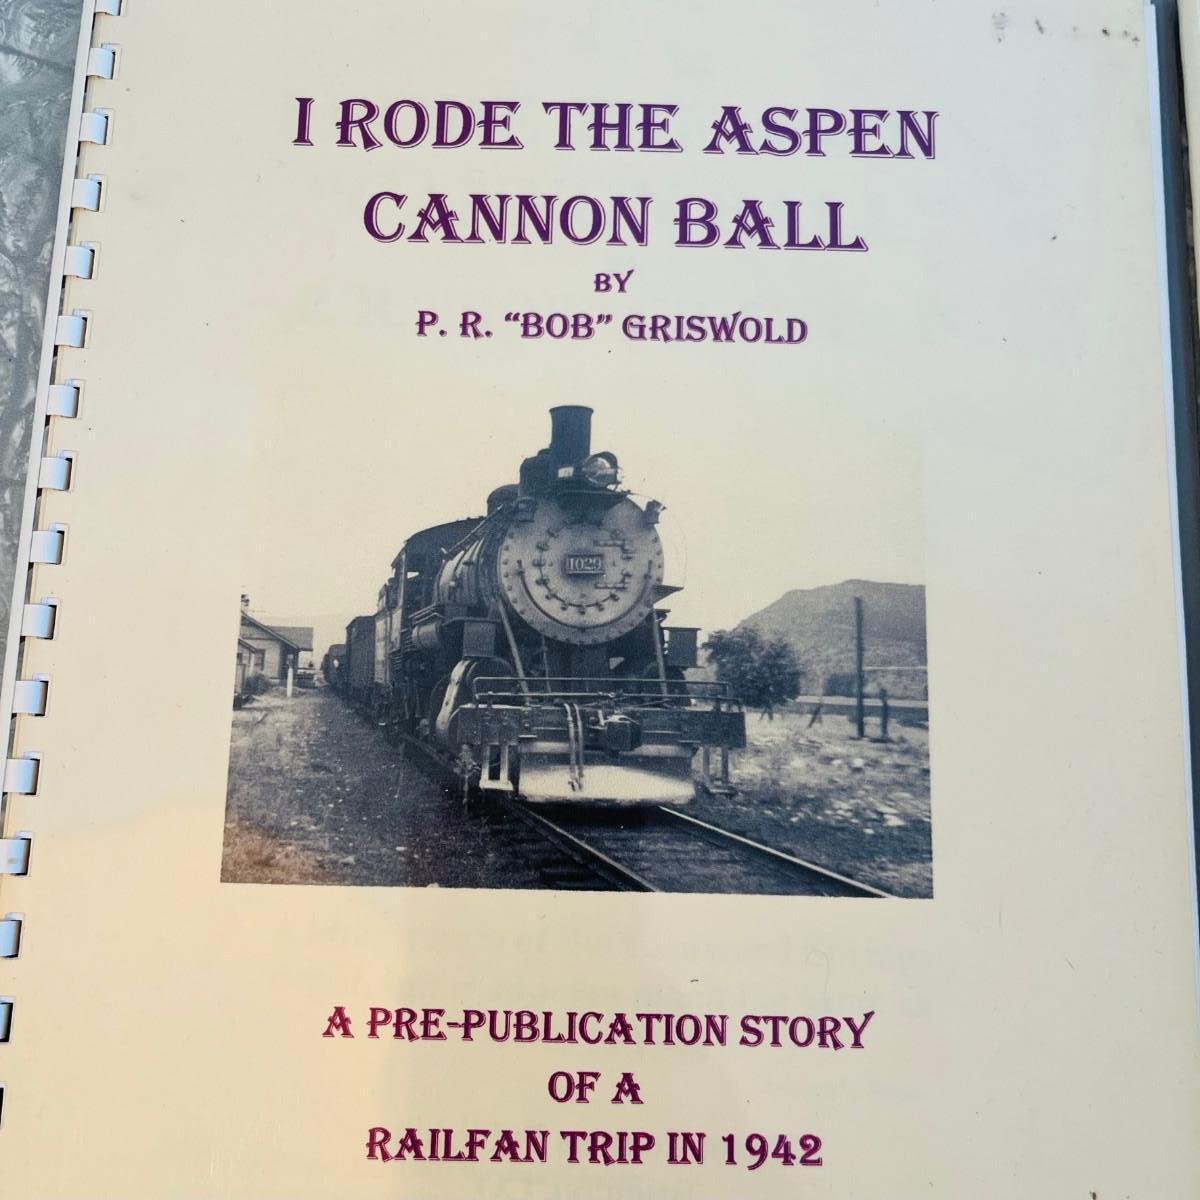 I RODE THE ASPEN
CANNON BALL
BY
P. R. “BOB” GRISWOLD
1029
A PRE-PUBLICATION STORY
OF A
RAILFAN TRIP IN 1942